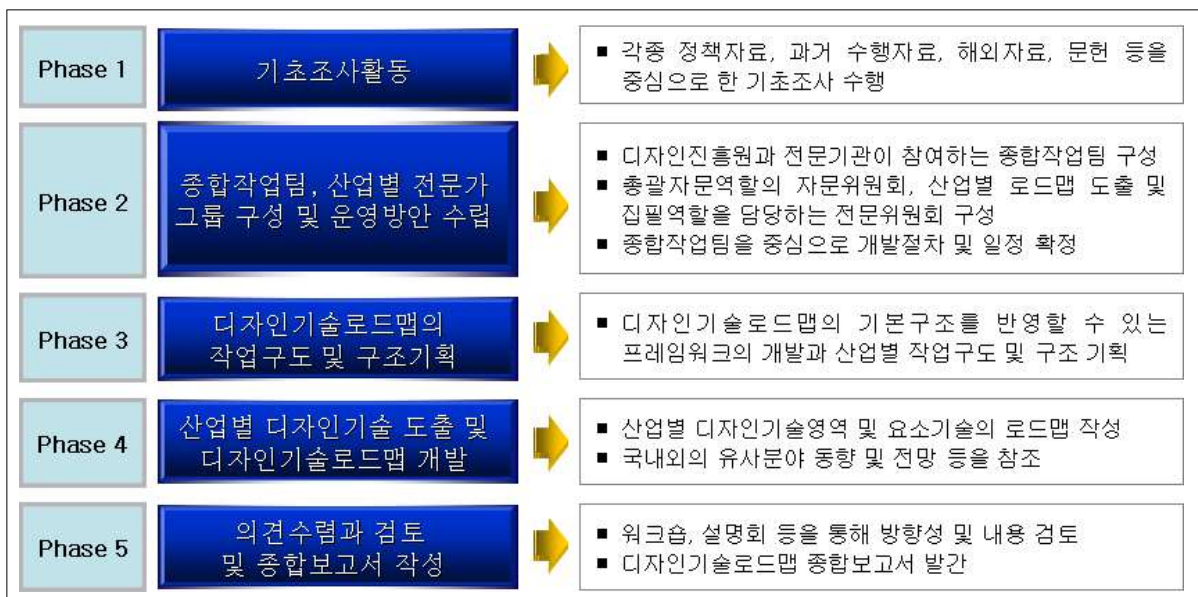 Phase 1
기초조사활동
▪ 각종 정책자료, 과거 수행자료, 해외자료, 문헌 등을
중심으로 한 기초조사 수행
Phase 2
종합작업팀, 산업별 전문가
그룹 구성 및 운영방안 수립
▪ 디자인진흥원과 전문기관이 참여하는 종합작업팀 구성
▪ 총괄자문역할의 자문위원회, 산업별 로드맵 도출 및
집필역할을 담당하는 전문위원회 구성
▪ 종합작업팀을 중심으로 개발절차 및 일정 확정
Phase 3
디자인기술로드맵의
작업구도 및 구조기획
▪ 디자인기술로드맵의 기본구조를 반영할 수 있는
프레임워크의 개발과 산업별 작업구도 및 구조 기획
Phase 4
산업별 디자인기술 도출 및
디자인기술로드맵 개발
▪ 산업별 디자인기술영역 및 요소기술의 로드맵 작성
▪ 국내외의 유사분야 동향 및 전망 등을 참조
Phase 5
의견수렴과 검토
및 종합보고서 작성
▪ 워크숍, 설명회 등을 통해 방향성 및 내용 검토
▪ 디자인기술로드맵 종합보고서 발간